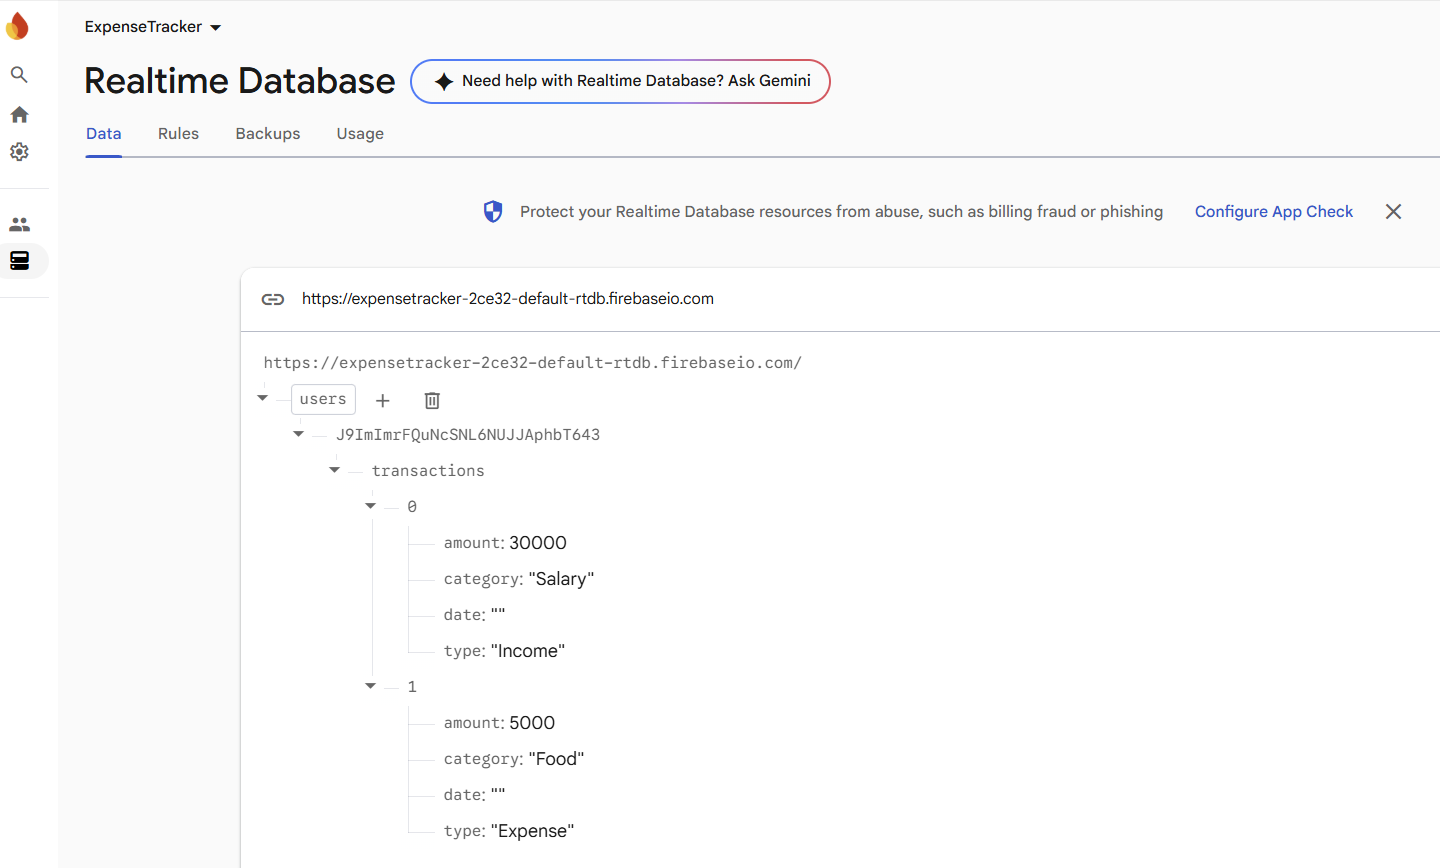 ExpenseTracker
Realtime Database
Need help with Realtime Database? Ask Gemini
Data Rules Backups Usage
Protect your Realtime Database resources from abuse, such as billing fraud or phishing Configure App Check
https://expensetracker-2ce32-default-rtdb.firebaseio.com
https://expensetracker-2ce32-default-rtdb.firebaseio.com/
users
J9ImImrFQuNcSNL6NUJJAphbT643
transactions
0
amount: 30000
category: "Salary"
date: ""
type: "Income"
1
amount: 5000
category: "Food"
date: ""
type: "Expense"